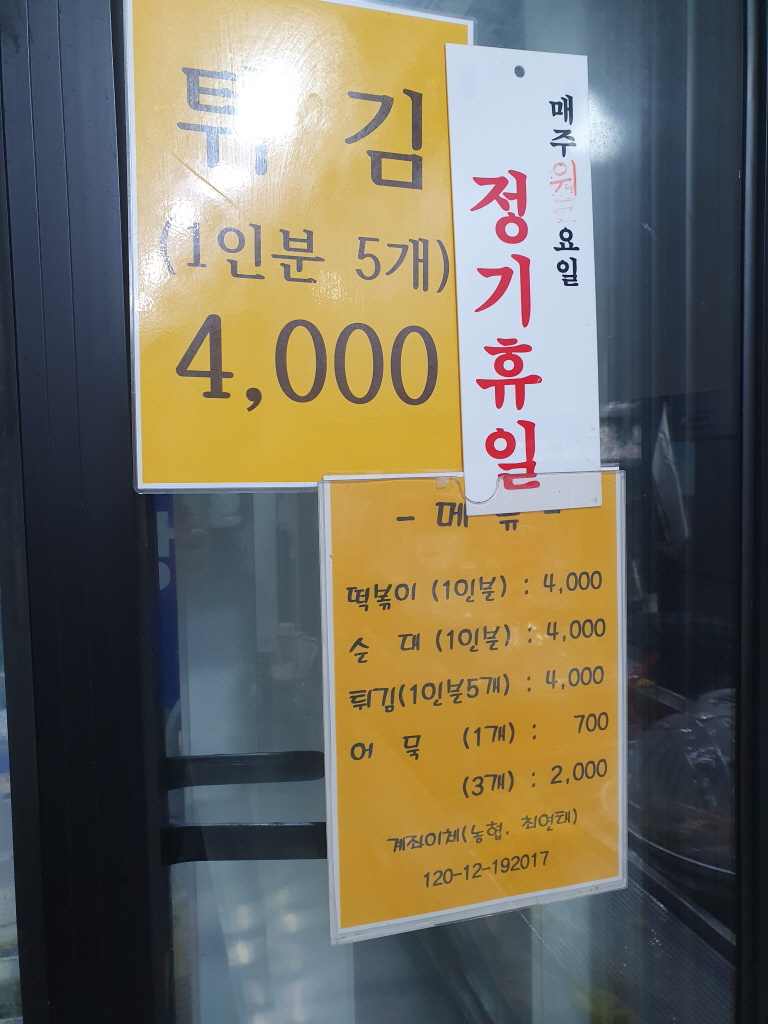 튀 김
(1인분 5개)
4,000
매주월요일
정기휴일
- 메 뉴 -
떡볶이 (1인분) : 4,000
순 대 (1인분) : 4,000
튀김(1인분5개) : 4,000
어 묵 (1개) : 700
(3개) : 2,000
계좌이체(농협. 최연태)
120-12-192017